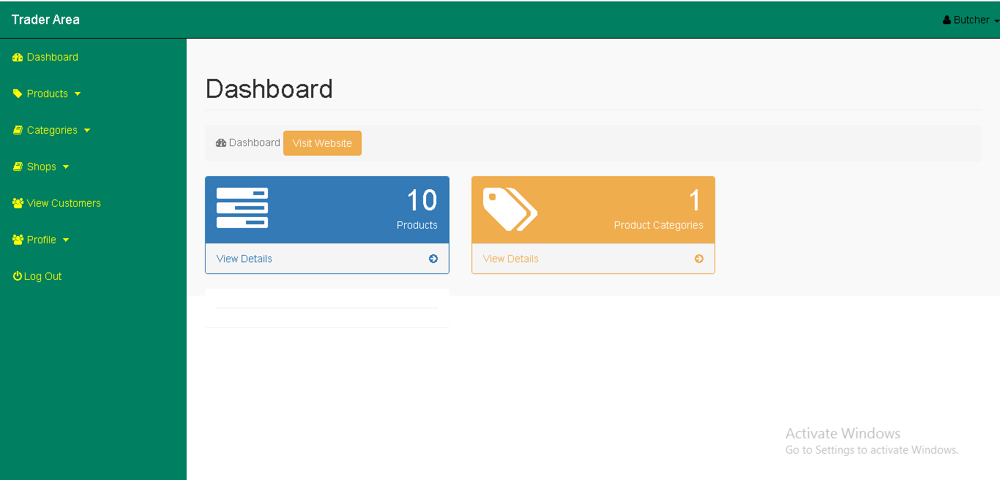 Trader Area
Butcher
Dashboard
Products
Categories
Shops
View Customers
Profile
Log Out
Dashboard
Dashboard Visit Website
10
Products
View Details
1
Product Categories
View Details
Activate Windows
Go to Settings to activate Windows.